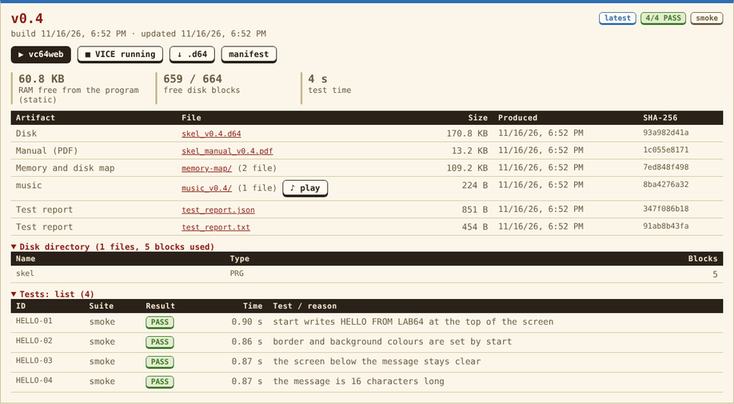 v0.4
latest 4/4 PASS smoke
build 11/16/26, 6:52 PM · updated 11/16/26, 6:52 PM
▶ vc64web ■ VICE running ↓ .d64 manifest
60.8 KB 659 / 664 4 s
RAM free from the program (static) free disk blocks test time
Artifact File Size Produced SHA-256
Disk skel_v0.4.d64 170.8 KB 11/16/26, 6:52 PM 93a982d41a
Manual (PDF) skel_manual_v0.4.pdf 13.2 KB 11/16/26, 6:52 PM 1c055e8171
Memory and disk map memory-map/ (2 file) 109.2 KB 11/16/26, 6:52 PM 7ed848f498
music music_v0.4/ (1 file) ♪ play 224 B 11/16/26, 6:52 PM 8ba4276a32
Test report test_report.json 851 B 11/16/26, 6:52 PM 347f086b18
Test report test_report.txt 454 B 11/16/26, 6:52 PM 91ab8b43fa
▼ Disk directory (1 files, 5 blocks used)
Name Type Blocks
skel PRG 5
▼ Tests: list (4)
ID Suite Result Time Test / reason
HELLO-01 smoke PASS 0.90 s start writes HELLO FROM LAB64 at the top of the screen
HELLO-02 smoke PASS 0.86 s border and background colours are set by start
HELLO-03 smoke PASS 0.87 s the screen below the message stays clear
HELLO-04 smoke PASS 0.87 s the message is 16 characters long